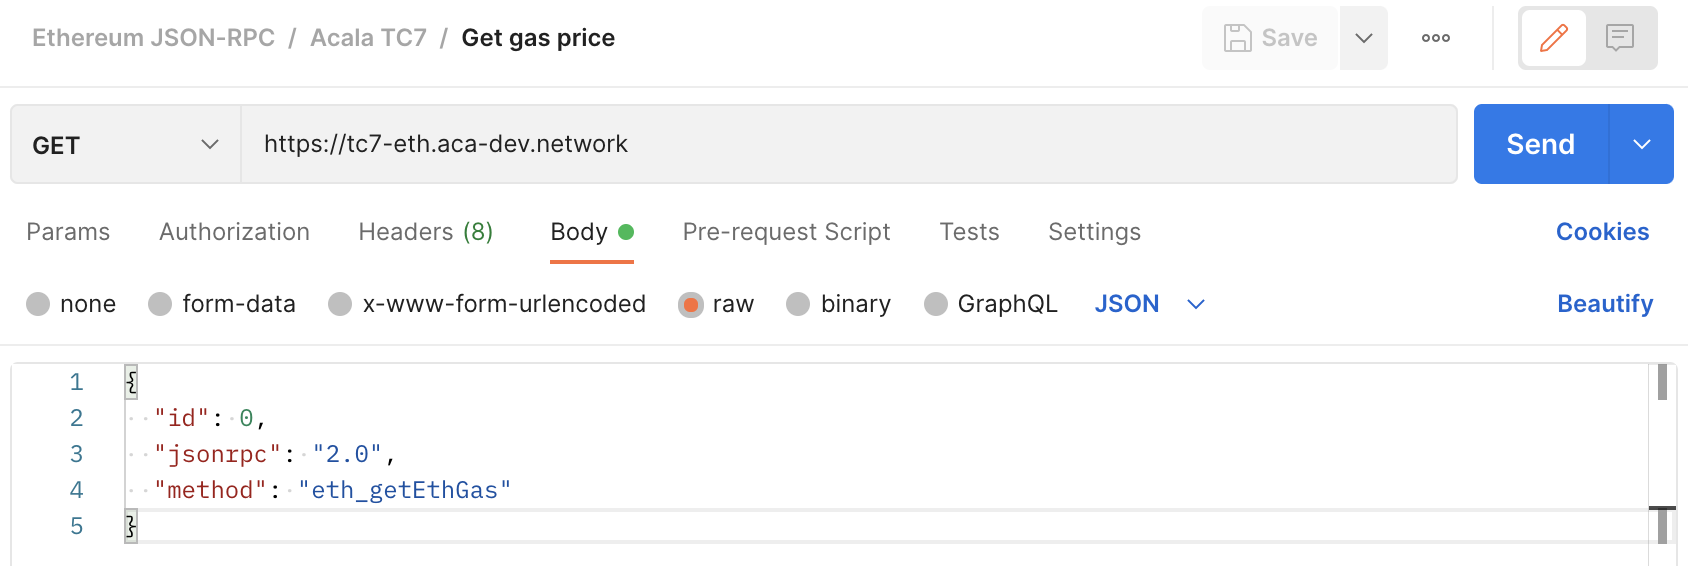 Ethereum JSON-RPC / Acala TC7 / Get gas price Save
GET https://tc7-eth.aca-dev.network Send
Params Authorization Headers (8) Body Pre-request Script Tests Settings Cookies
none form-data x-www-form-urlencoded raw binary GraphQL JSON Beautify
1 {
2 "id": 0,
3 "jsonrpc": "2.0",
4 "method": "eth_getEthGas"
5 }